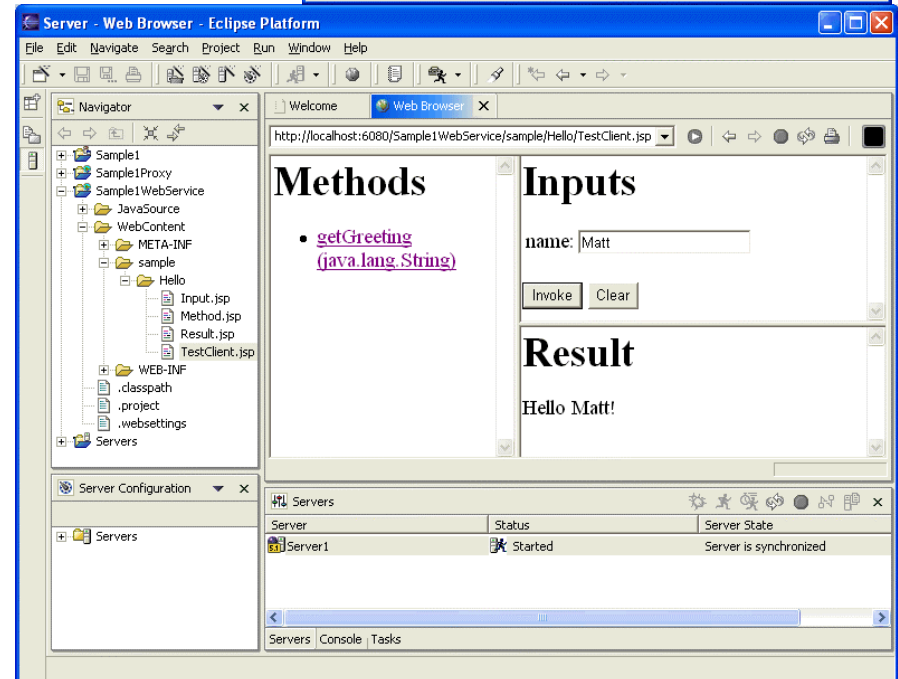 Server - Web Browser - Eclipse Platform
File Edit Navigate Search Project Run Window Help
Navigator
Sample1
Sample1Proxy
Sample1WebService
JavaSource
WebContent
META-INF
sample
Hello
Input.jsp
Method.jsp
Result.jsp
TestClient.jsp
WEB-INF
.classpath
.project
.websettings
Servers
Server Configuration
Servers
Welcome
Web Browser
http://localhost:6080/Sample1WebService/sample/Hello/TestClient.jsp
Methods
getGreeting
(java.lang.String)
Inputs
name: Matt
Invoke Clear
Result
Hello Matt!
Servers
Server Status Server State
Server1 Started Server is synchronized
Servers Console Tasks